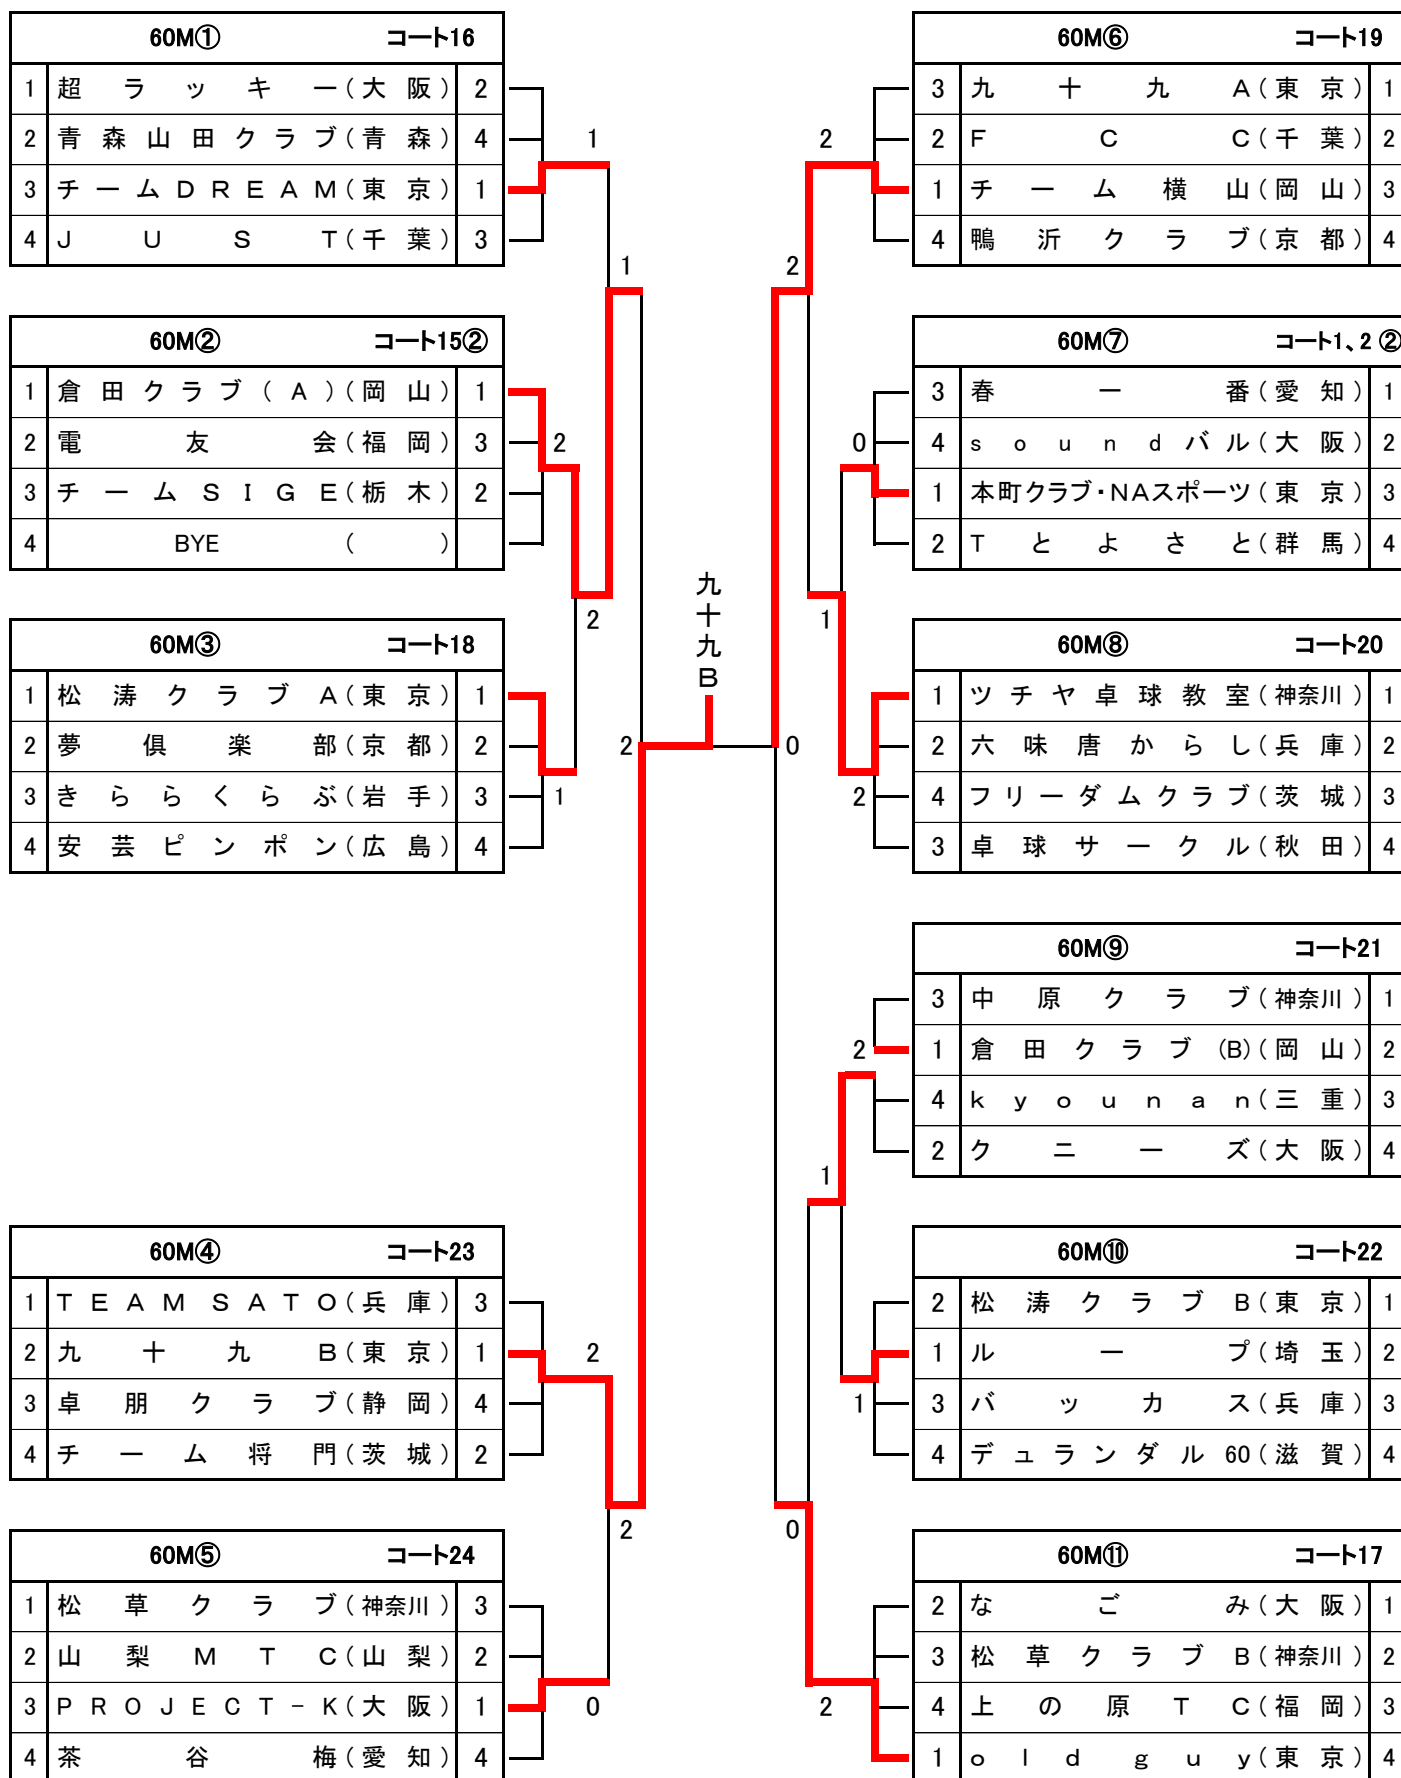 60M① コート16
1 超ラッキー(大阪) 2
2 青森山田クラブ(青森) 4
3 チームDREAM(東京) 1
4 JUST(千葉) 3
1
1
60M② コート15②
1 倉田クラブ(A)(岡山) 1
2 電友会(福岡) 3
3 チームSIGE(栃木) 2
4 BYE ( )
2
2
60M③ コート18
1 松涛クラブA(東京) 1
2 夢倶楽部(京都) 2
3 きららくらぶ(岩手) 3
4 安芸ピンポン(広島) 4
1
2
60M④ コート23
1 TEAM SATO(兵庫) 3
2 九十九B(東京) 1
3 卓朋クラブ(静岡) 4
4 チーム将門(茨城) 2
2
2
60M⑤ コート24
1 松草クラブ(神奈川) 3
2 山梨MTC(山梨) 2
3 PROJECT-K(大阪) 1
4 茶谷梅(愛知) 4
0
九十九B
60M⑥ コート19
3 九十九A(東京) 1
2 FCC(千葉) 2
1 チーム横山(岡山) 3
4 鴨沂クラブ(京都) 4
2
2
60M⑦ コート1、2 ②
3 春一番(愛知) 1
4 soundバル(大阪) 2
1 本町クラブ・NAスポーツ(東京) 3
2 Tとよさと(群馬) 4
0
1
60M⑧ コート20
1 ツチヤ卓球教室(神奈川) 1
2 六味唐からし(兵庫) 2
4 フリーダムクラブ(茨城) 3
3 卓球サークル(秋田) 4
2
0
60M⑨ コート21
3 中原クラブ(神奈川) 1
1 倉田クラブ(B)(岡山) 2
4 kyounan(三重) 3
2 クニーズ(大阪) 4
2
1
60M⑩ コート22
2 松涛クラブB(東京) 1
1 ループ(埼玉) 2
3 バッカス(兵庫) 3
4 デュランダル60(滋賀) 4
1
0
60M⑪ コート17
2 なごみ(大阪) 1
3 松草クラブB(神奈川) 2
4 上の原TC(福岡) 3
1 old guy(東京) 4
2